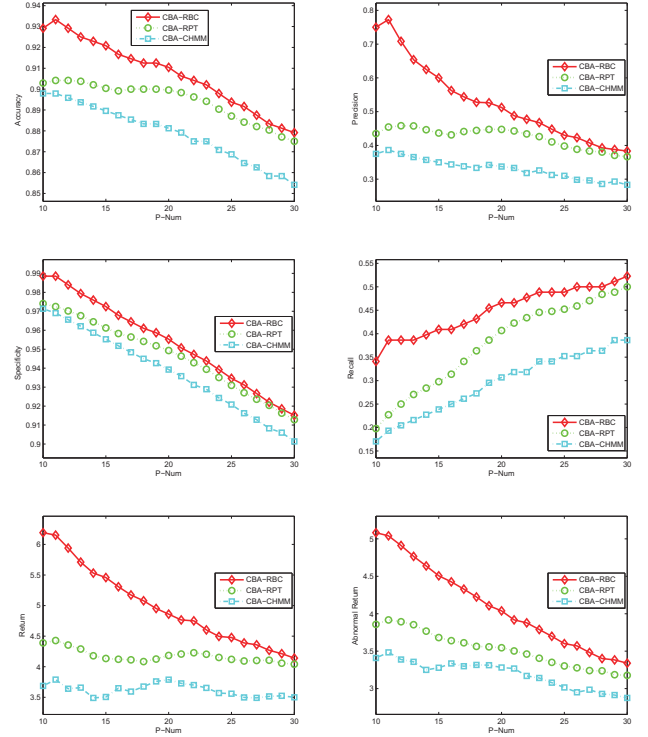 0.94
0.93
0.92
0.91
0.9
0.89
0.88
0.87
0.86
0.85
10 15 20 25 30
P-Num
Accuracy
CBA-RBC
CBA-RPT
CBA-CHMM
0.8
0.7
0.6
0.5
0.4
0.3
10 15 20 25 30
P-Num
Precision
CBA-RBC
CBA-RPT
CBA-CHMM
0.99
0.98
0.97
0.96
0.95
0.94
0.93
0.92
0.91
0.9
10 15 20 25 30
P-Num
Specificity
CBA-RBC
CBA-RPT
CBA-CHMM
0.55
0.5
0.45
0.4
0.35
0.3
0.25
0.2
0.15
10 15 20 25 30
P-Num
Recall
CBA-RBC
CBA-RPT
CBA-CHMM
6
5.5
5
4.5
4
3.5
10 15 20 25 30
P-Num
Return
CBA-RBC
CBA-RPT
CBA-CHMM
5
4.5
4
3.5
3
10 15 20 25 30
P-Num
Abnormal Return
CBA-RBC
CBA-RPT
CBA-CHMM